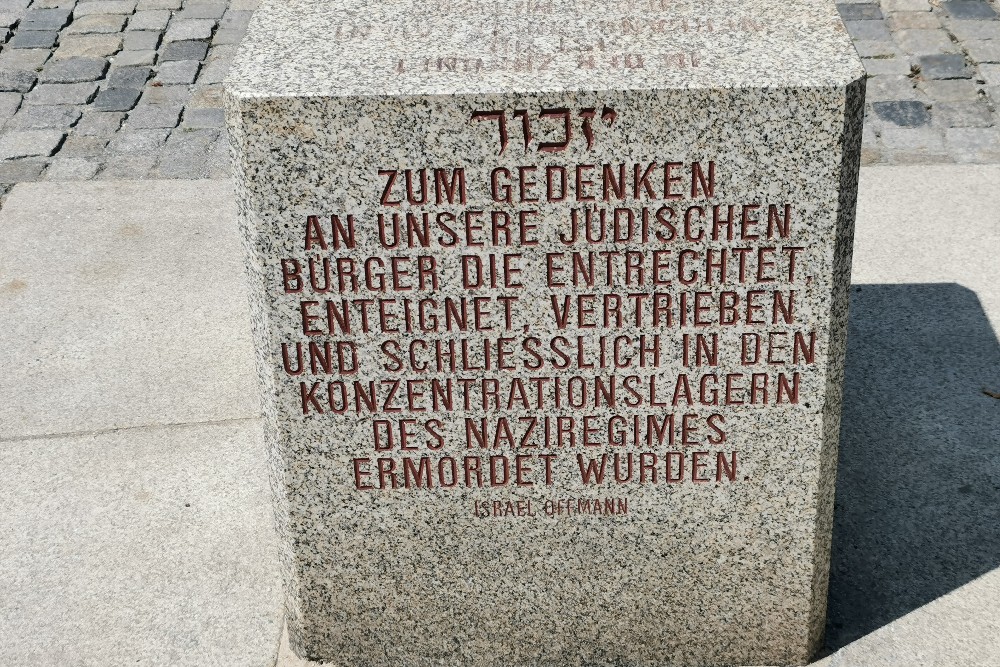 יזכור
ZUM GEDENKEN
AN UNSERE JÜDISCHEN
BÜRGER DIE ENTRECHTET,
ENTEIGNET, VERTRIEBEN
UND SCHLIESSLICH IN DEN
KONZENTRATIONSLAGERN
DES NAZIREGIMES
ERMORDET WURDEN
ISRAEL OFFMANN